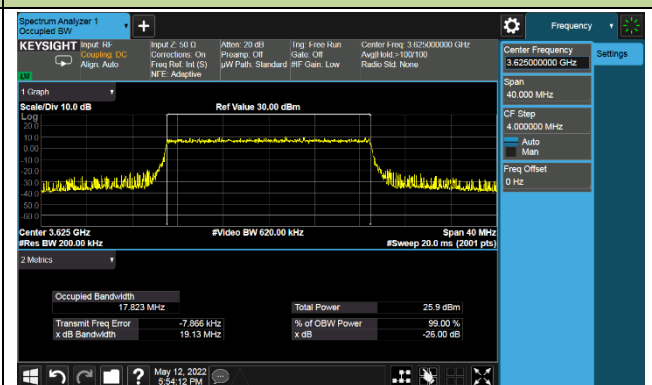 Spectrum Analyzer 1
Occupied BW
+
Frequency
KEYSIGHT
Input: RF
Coupling: DC
Align: Auto
Input Z: 50 Ω
Corrections: On
Freq Ref: Int (S)
NFE: Adaptive
Atten: 20 dB
Preamp: Off
µW Path: Standard
Trig: Free Run
Gate: Off
#IF Gain: Low
Center Freq: 3.625000000 GHz
Avg|Hold:>100/100
Radio Std: None
Center Frequency
3.625000000 GHz
Settings
Span
40.000 MHz
CF Step
4.000000 MHz
Auto
Man
Freq Offset
0 Hz
1 Graph
Scale/Div 10.0 dB
Ref Value 30.00 dBm
Log
20.0
10.0
0.00
-10.0
-20.0
-30.0
-40.0
-50.0
-60.0
Center 3.625 GHz
#Video BW 620.00 kHz
Span 40 MHz
#Res BW 200.00 kHz
#Sweep 20.0 ms (2001 pts)
2 Metrics
Occupied Bandwidth
17.823 MHz
Total Power
25.9 dBm
Transmit Freq Error
-7.866 kHz
% of OBW Power
99.00 %
x dB Bandwidth
19.13 MHz
x dB
-26.00 dB
?
May 12, 2022
5:54:12 PM